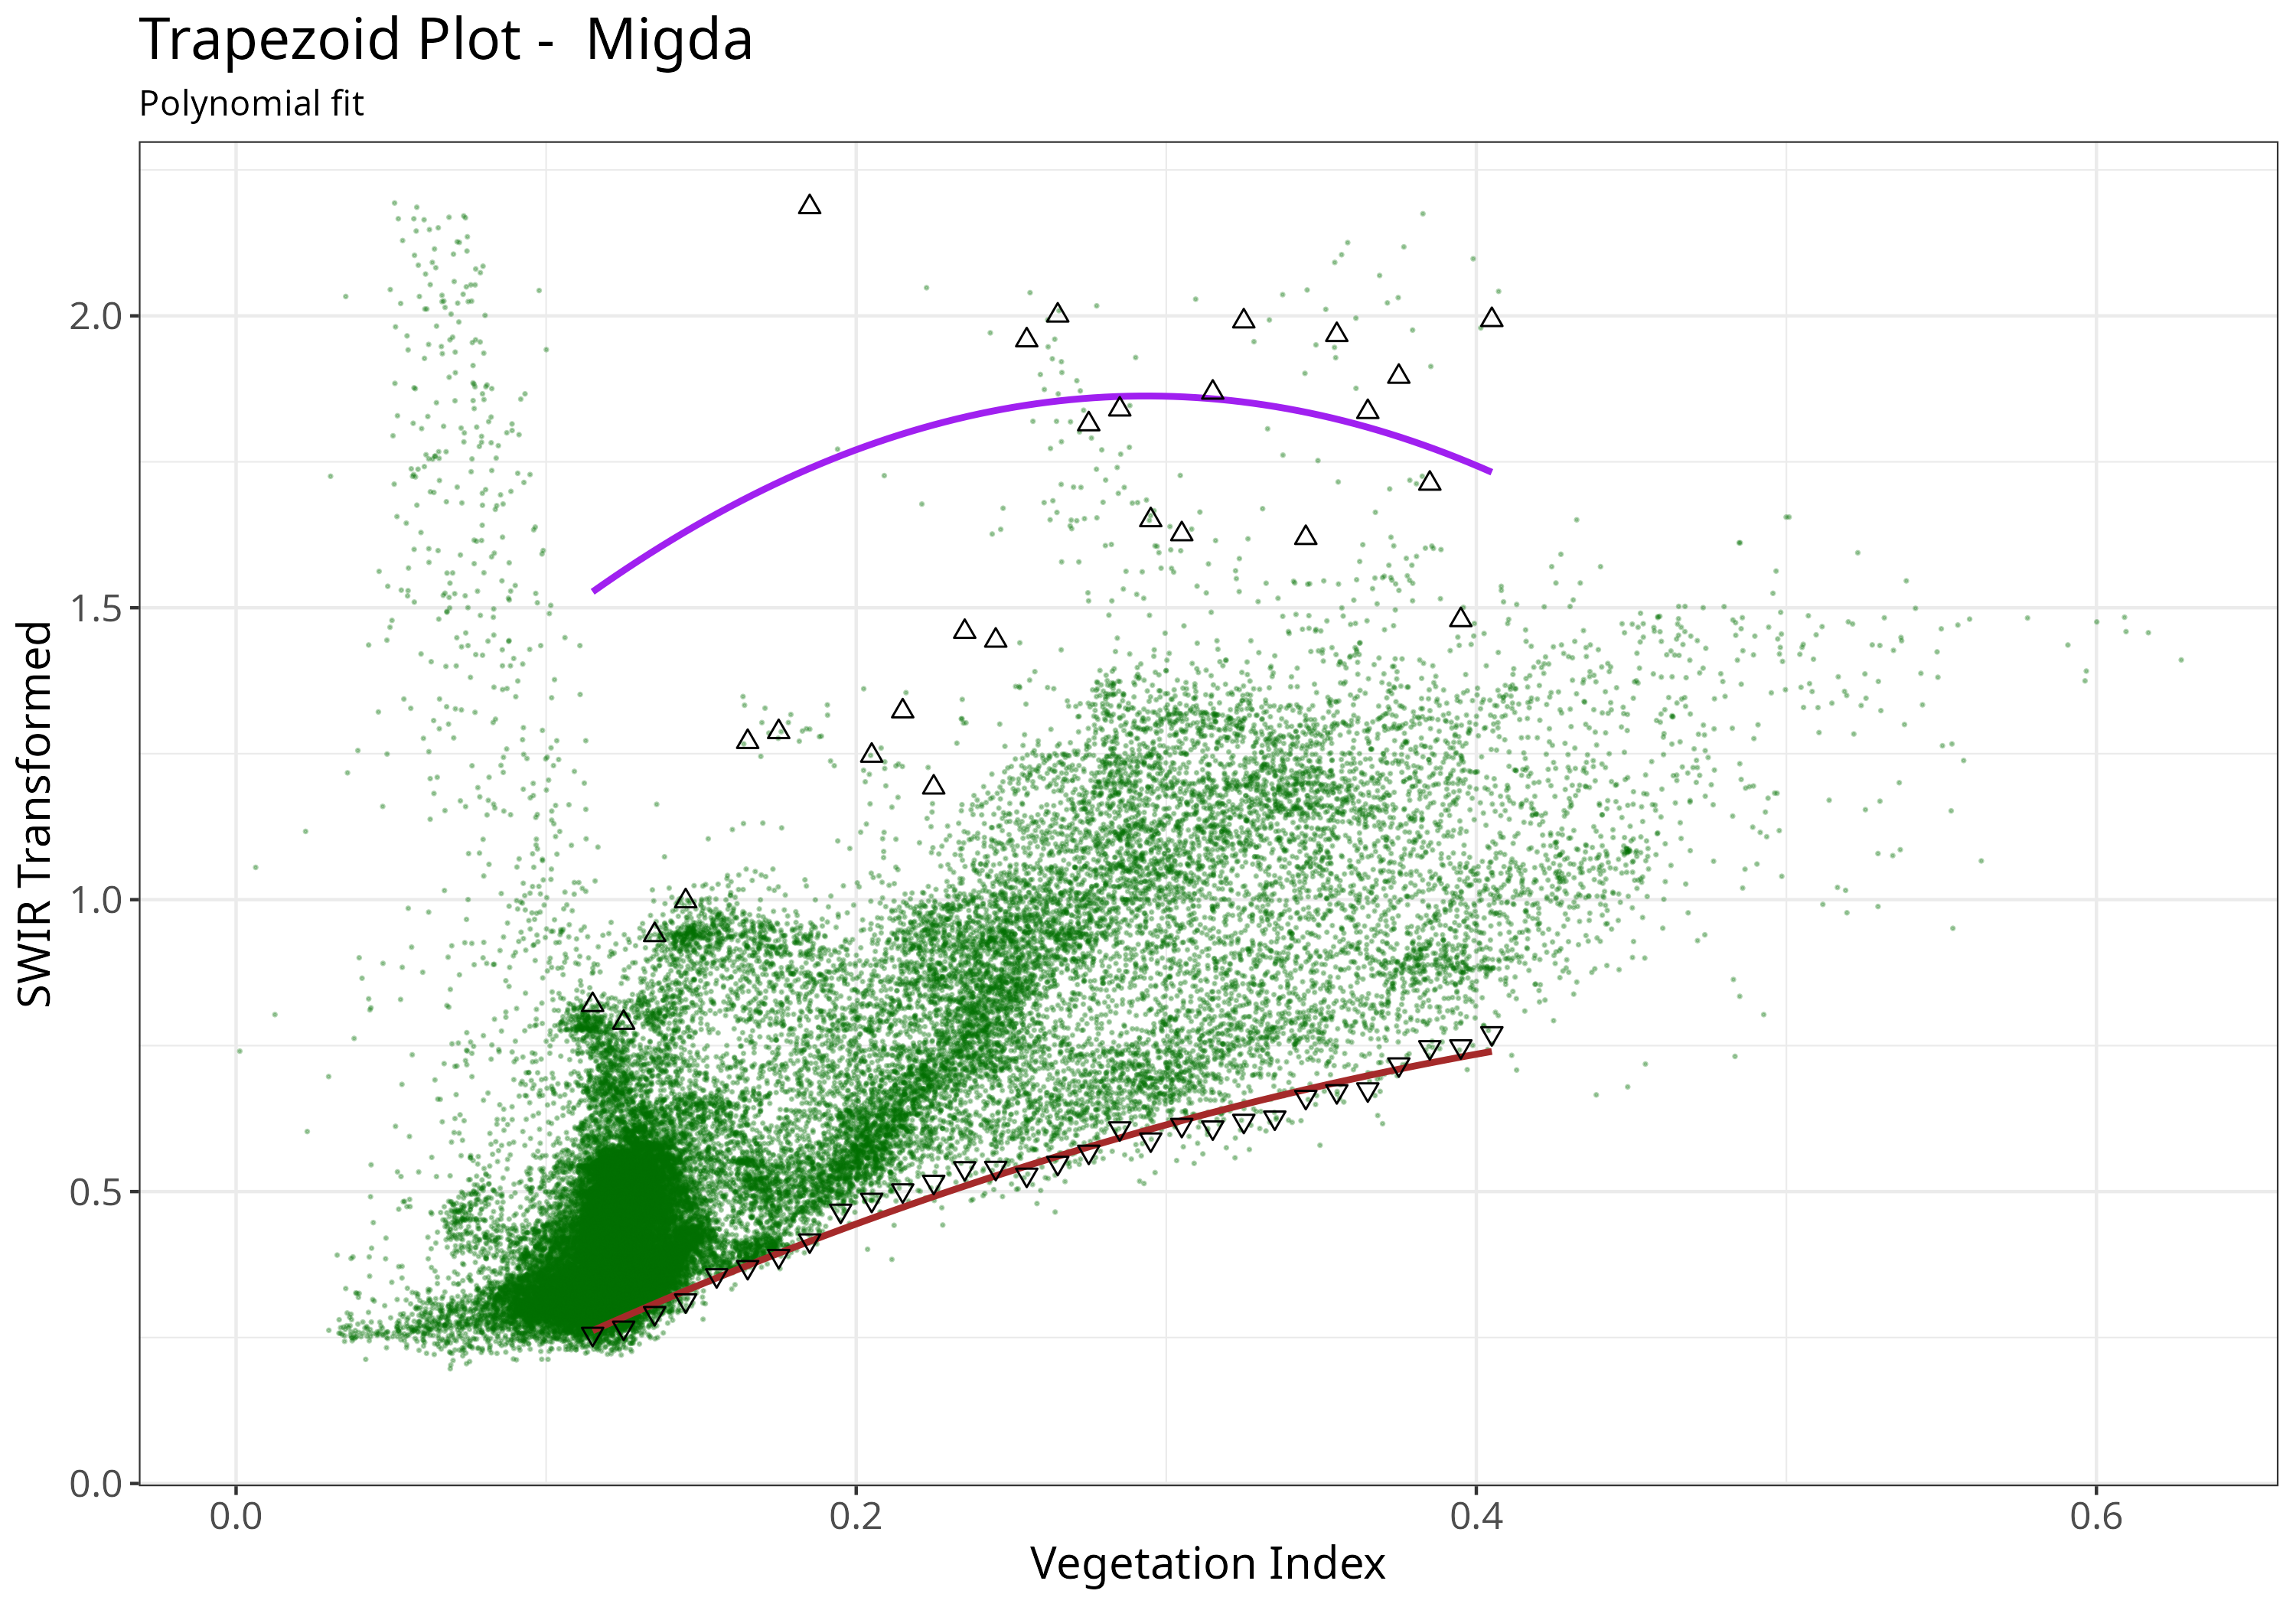 Trapezoid Plot -  Migda
Polynomial fit
SWIR Transformed
2.0
1.5
1.0
0.5
0.0
0.0 0.2 0.4 0.6
Vegetation Index